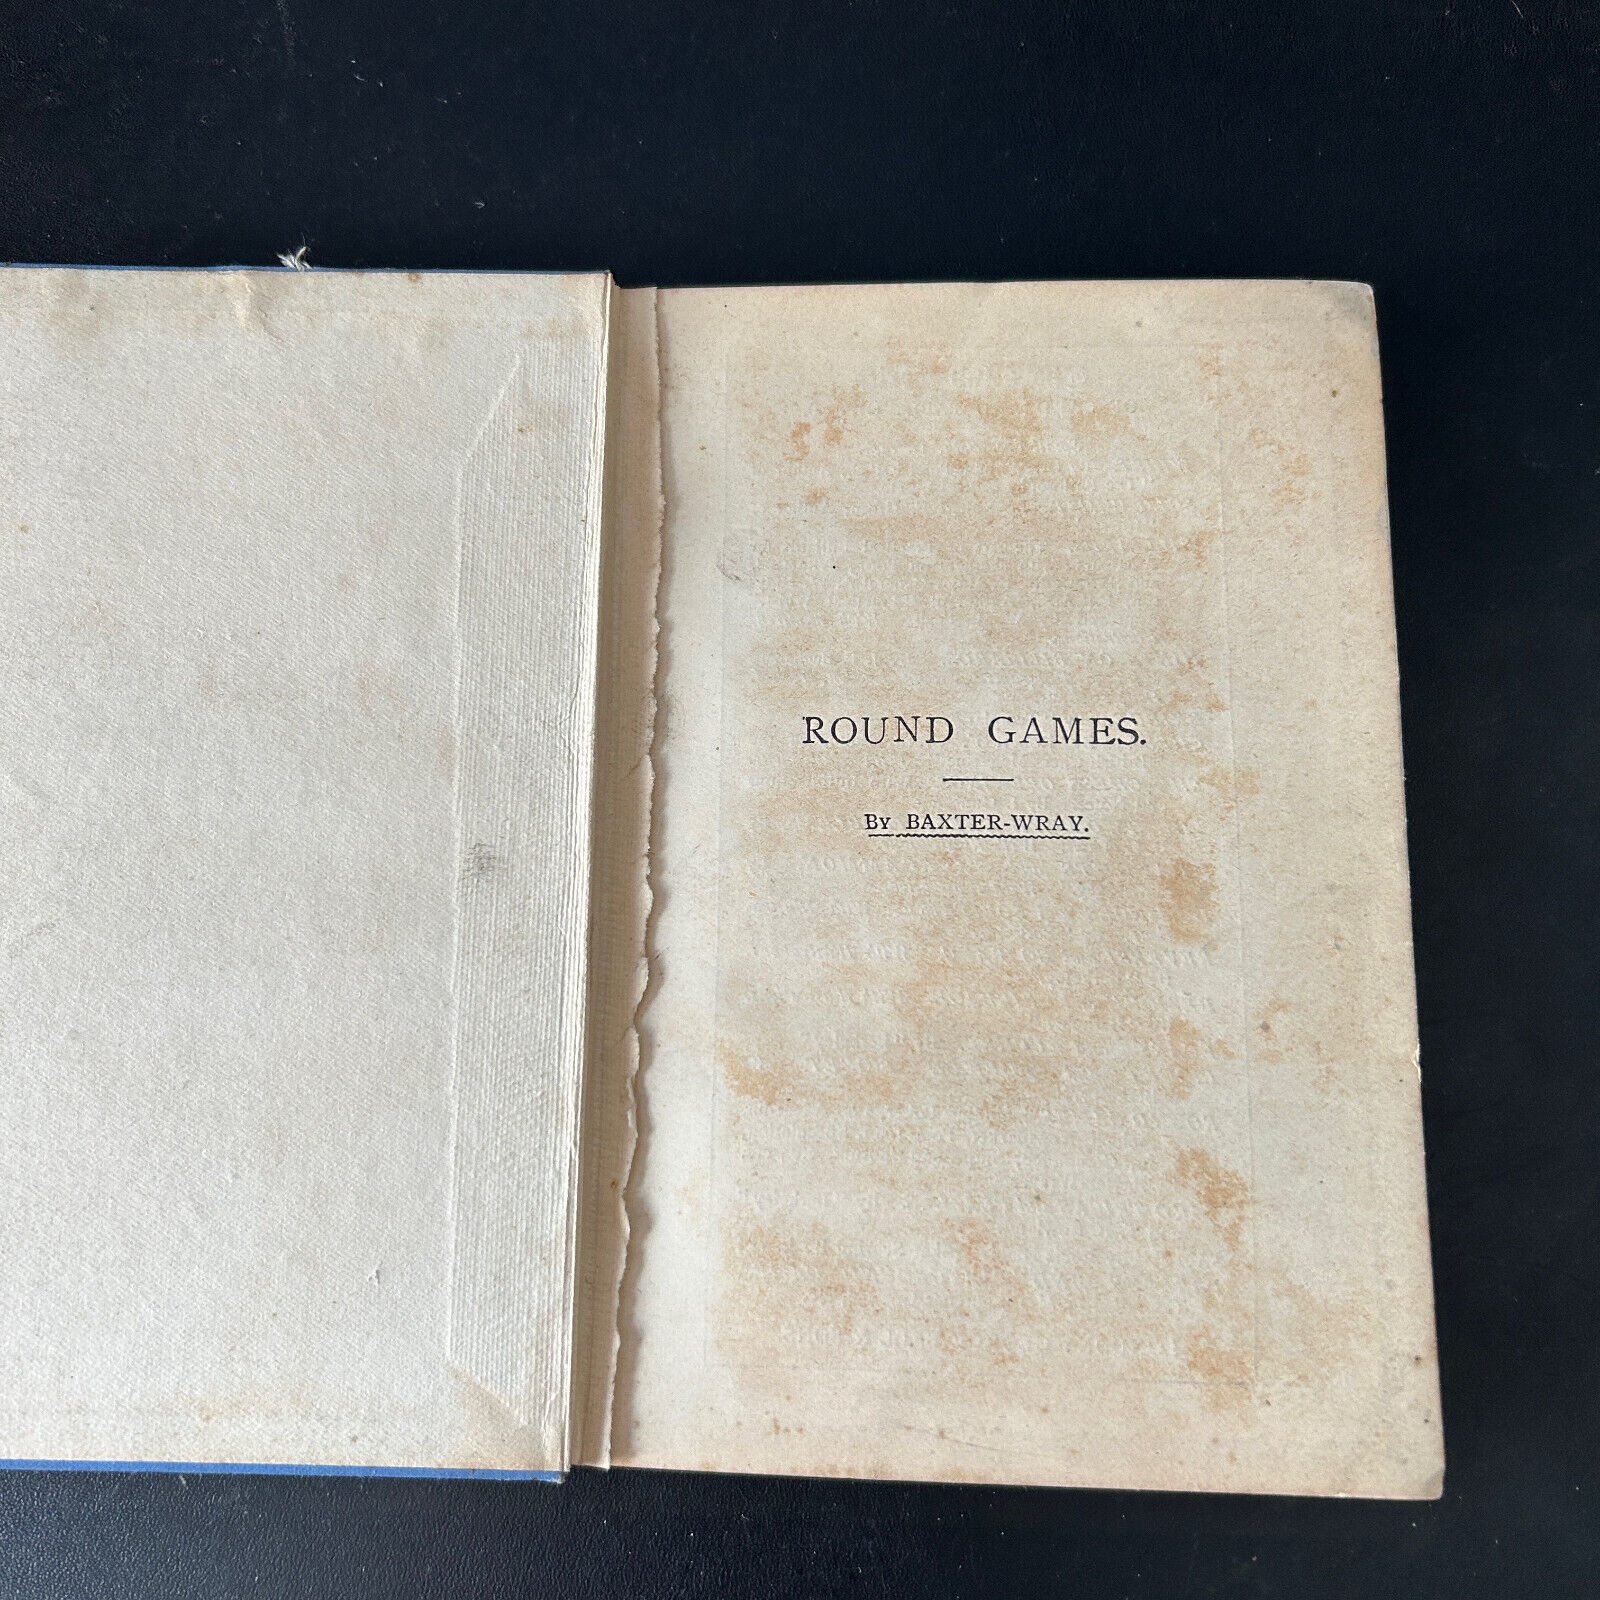 ROUND GAMES.
By BAXTER-WRAY.